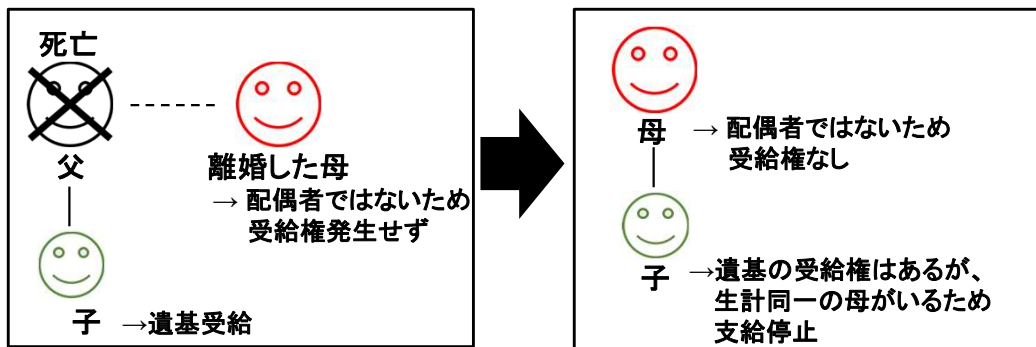 死亡
父
離婚した母
→ 配偶者ではないため
受給権発生せず
子 →遺基受給
母 → 配偶者ではないため
受給権なし
子 →遺基の受給権はあるが、
生計同一の母がいるため
支給停止